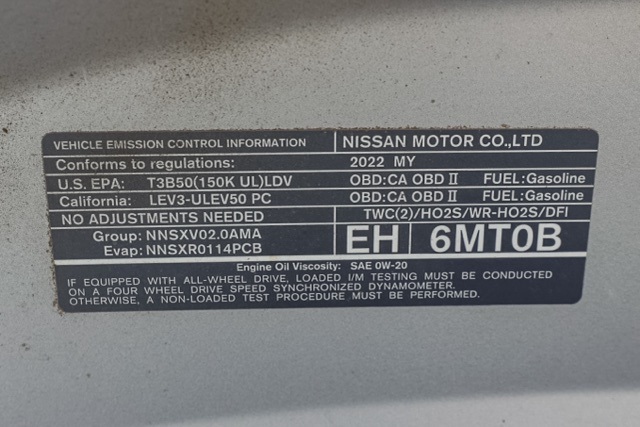 VEHICLE EMISSION CONTROL INFORMATION NISSAN MOTOR CO.,LTD
Conforms to regulations: 2022 MY
U.S. EPA: T3B50(150K UL)LDV OBD:CA OBD II FUEL:Gasoline
California: LEV3-ULEV50 PC OBD:CA OBD II FUEL:Gasoline
NO ADJUSTMENTS NEEDED TWC(2)/HO2S/WR-HO2S/DFI
Group: NNSXV02.0AMA
Evap: NNSXR0114PCB
EH 6MT0B
Engine Oil Viscosity: SAE 0W-20
IF EQUIPPED WITH ALL-WHEEL DRIVE, LOADED I/M TESTING MUST BE CONDUCTED
ON A FOUR WHEEL DRIVE SPEED SYNCHRONIZED DYNAMOMETER.
OTHERWISE, A NON-LOADED TEST PROCEDURE MUST BE PERFORMED.